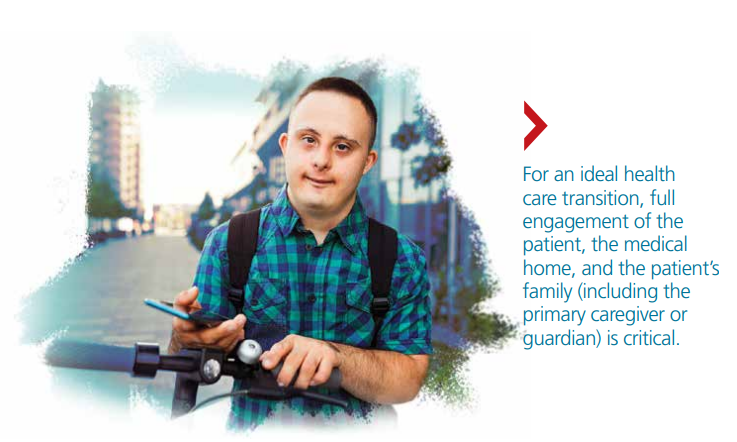 For an ideal health
care transition, full
engagement of the
patient, the medical
home, and the patient's
family (including the
primary caregiver or
guardian) is critical.